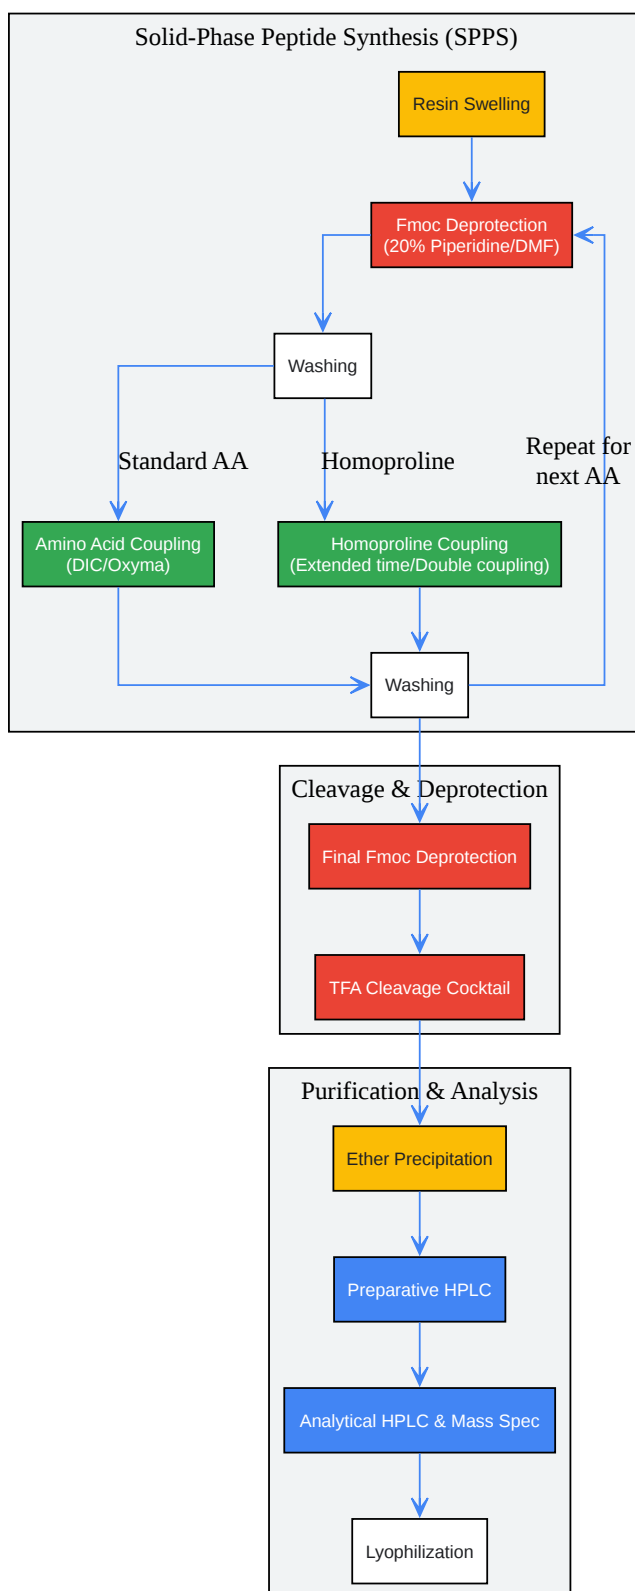 Solid-Phase Peptide Synthesis (SPPS)
Resin Swelling
Fmoc Deprotection
(20% Piperidine/DMF)
Washing
Standard AA
Homoproline
Repeat for
next AA
Amino Acid Coupling
(DIC/Oxyma)
Homoproline Coupling
(Extended time/Double coupling)
Washing
Cleavage & Deprotection
Final Fmoc Deprotection
TFA Cleavage Cocktail
Purification & Analysis
Ether Precipitation
Preparative HPLC
Analytical HPLC & Mass Spec
Lyophilization